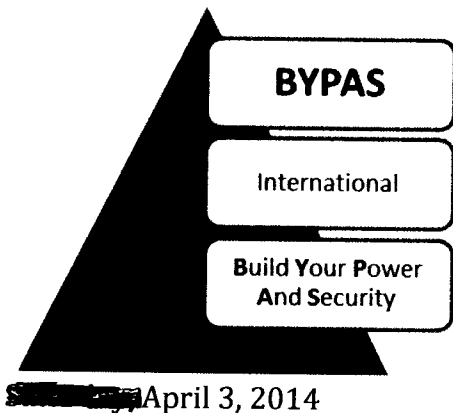 BYPAS
International
Build Your Power
And Security
April 3, 2014